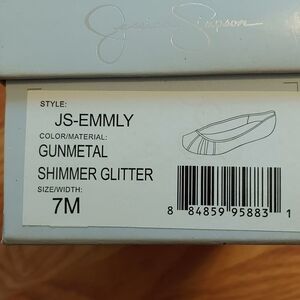 Jessica Simpson
STYLE:
JS-EMMLY
COLOR/MATERIAL:
GUNMETAL
SHIMMER GLITTER
SIZE/WIDTH:
7M
8 84859 95883 1